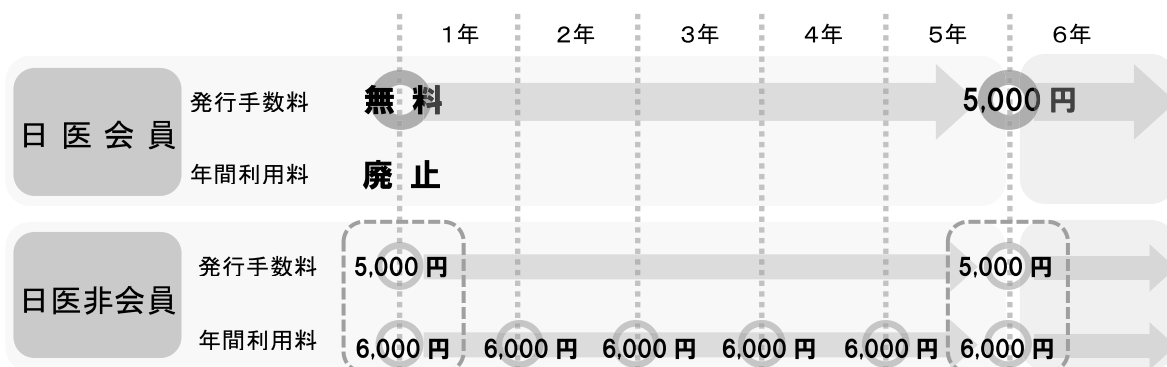 1年 2年 3年 4年 5年 6年
日医会員
発行手数料 無料 5,000円
年間利用料 廃止
日医非会員
発行手数料 5,000円 5,000円
年間利用料 6,000円 6,000円 6,000円 6,000円 6,000円 6,000円